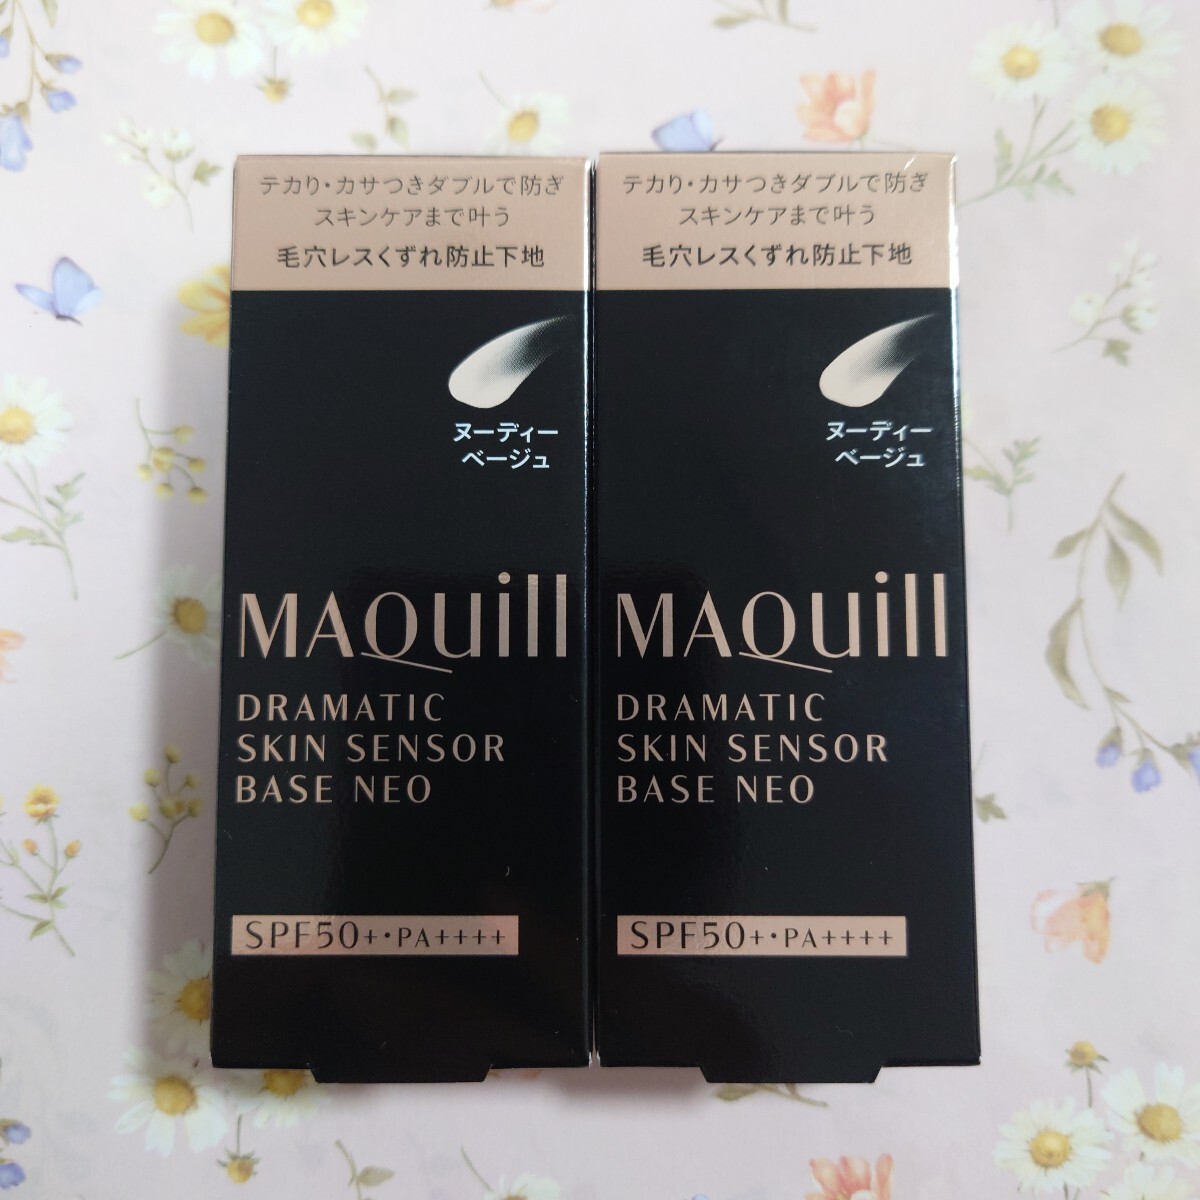 テカり・カサつきダブルで防ぎ
スキンケアまで叶う
毛穴レスくずれ防止下地
ヌーディー
ベージュ
MAQuill
DRAMATIC
SKIN SENSOR
BASE NEO
SPF50+・PA++++
テカり・カサつきダブルで防ぎ
スキンケアまで叶う
毛穴レスくずれ防止下地
ヌーディー
ベージュ
MAQuill
DRAMATIC
SKIN SENSOR
BASE NEO
SPF50+・PA++++